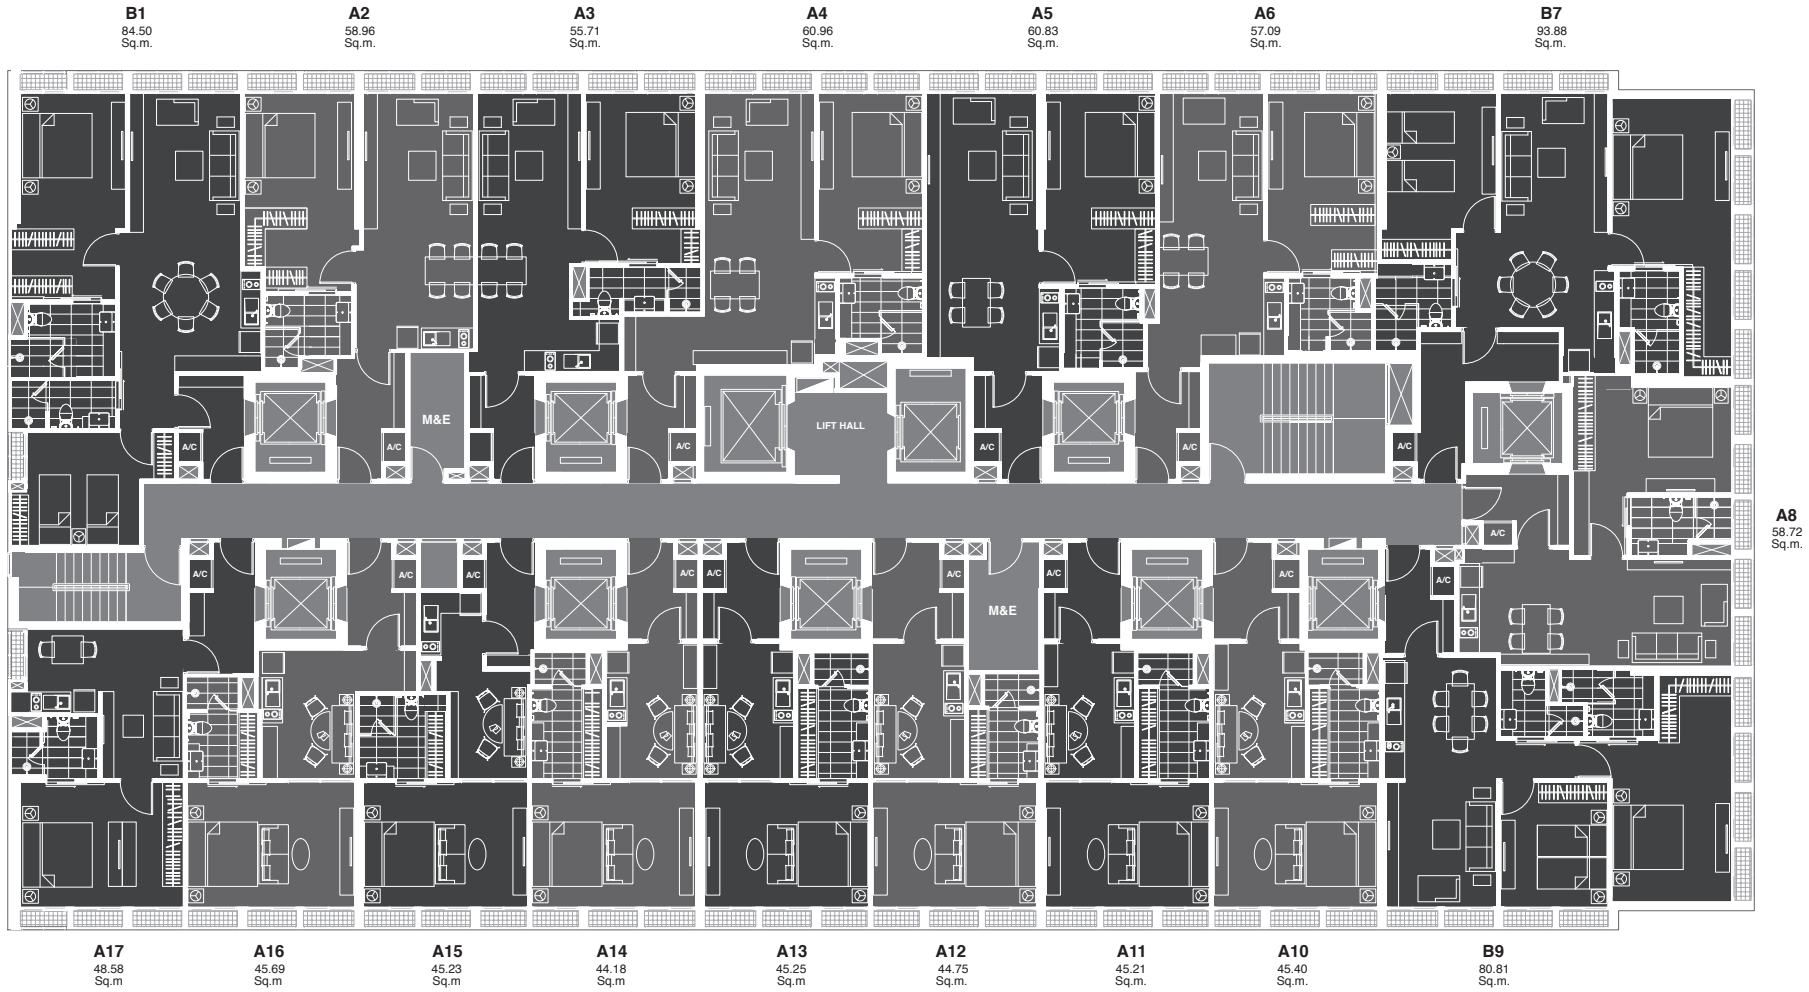 B1
84.50
Sq.m.
A2
58.96
Sq.m.
A3
55.71
Sq.m.
A4
60.96
Sq.m.
A5
60.83
Sq.m.
A6
57.09
Sq.m.
B7
93.88
Sq.m.
M&E
LIFT HALL
A/C
A/C
A/C
A/C
A/C
A/C
A8
58.72
Sq.m.
A/C
A/C
A/C
A/C
A/C
A/C
A/C
A/C
A/C
A/C
M&E
A17
48.58
Sq.m
A16
45.69
Sq.m
A15
45.23
Sq.m
A14
44.18
Sq.m
A13
45.25
Sq.m
A12
44.75
Sq.m.
A11
45.21
Sq.m.
A10
45.40
Sq.m.
B9
80.81
Sq.m.